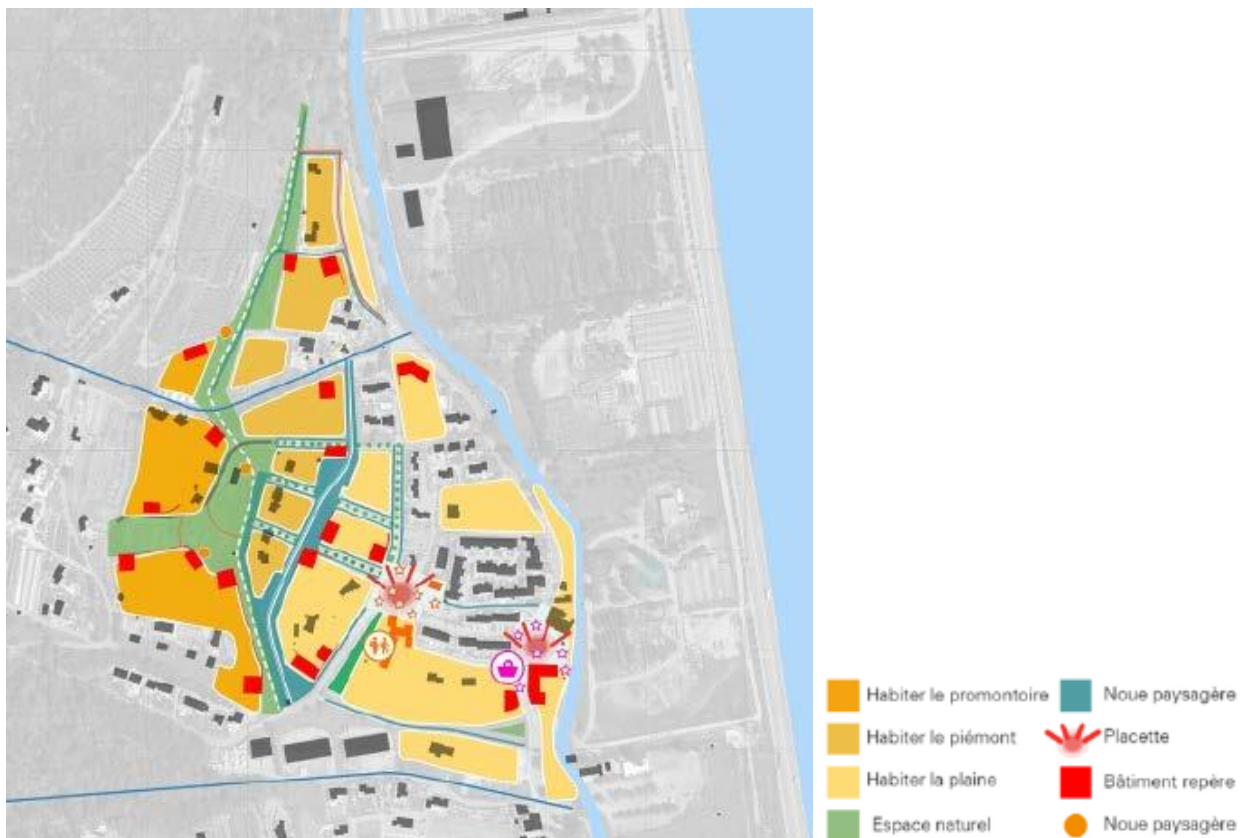 Habiter le promontoire
Habiter le piémont
Habiter la plaine
Espace naturel
Noue paysagère
Placette
Bâtiment repère
Noue paysagère